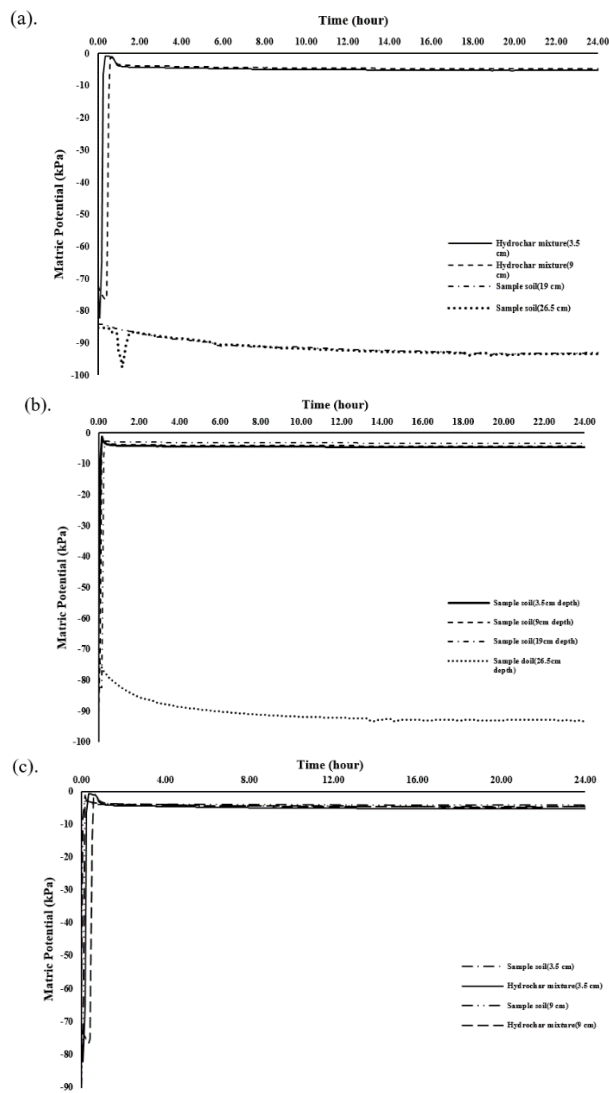 (a).
Time (hour)
0.00 2.00 4.00 6.00 8.00 10.00 12.00 14.00 16.00 18.00 20.00 22.00 24.00
0
-10
-20
-30
-40
-50
-60
-70
-80
-90
-100
Matric Potential (kPa)
Hydrochar mixture(3.5
cm)
Hydrochar mixture(9
cm)
Sample soil(19 cm)
Sample soil(26.5 cm)
(b).
Time (hour)
0.00 2.00 4.00 6.00 8.00 10.00 12.00 14.00 16.00 18.00 20.00 22.00 24.00
0
-10
-20
-30
-40
-50
-60
-70
-80
-90
-100
Matric Potential (kPa)
Sample soil(3.5cm depth)
Sample soil(9cm depth)
Sample soil(19cm depth)
Sample doil(26.5cm
depth)
(c).
Time (hour)
0.00 4.00 8.00 12.00 16.00 20.00 24.00
0
-10
-20
-30
-40
-50
-60
-70
-80
-90
Matric Potential (kPa)
Sample soil(3.5 cm)
Hydrochar mixture(3.5 cm)
Sample soil(9 cm)
Hydrochar mixture(9 cm)